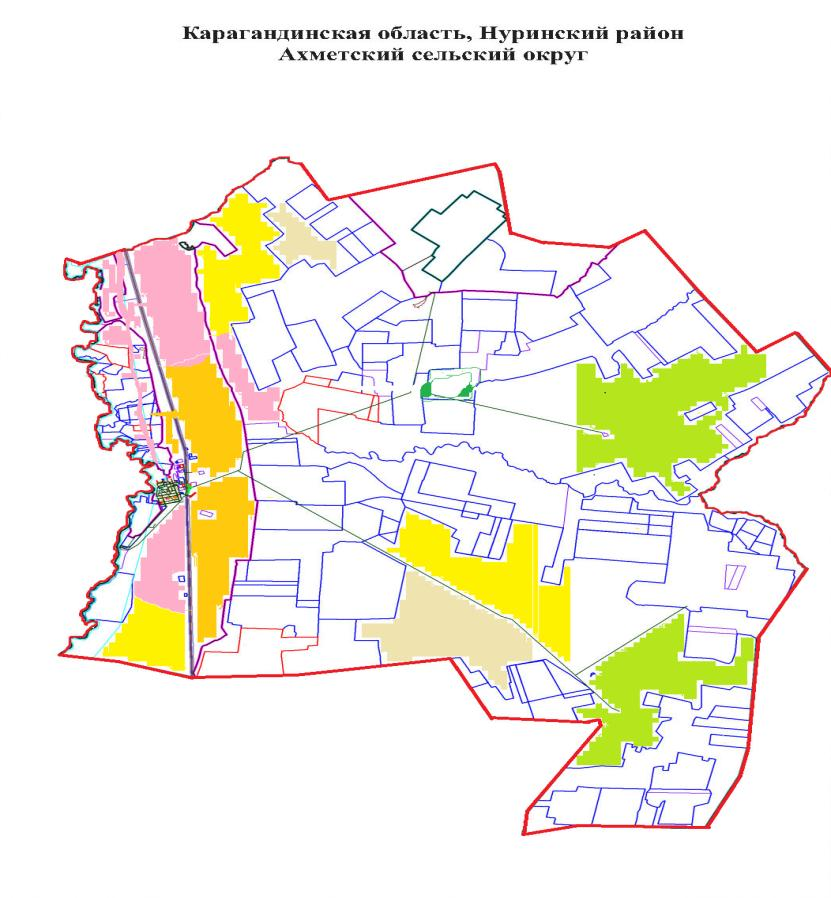 Карагандинская область, Нуринский район
Ахметский сельский округ